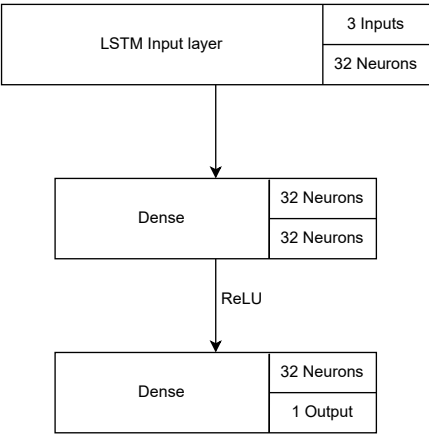 LSTM Input layer
3 Inputs
32 Neurons
Dense
32 Neurons
32 Neurons
ReLU
Dense
32 Neurons
1 Output